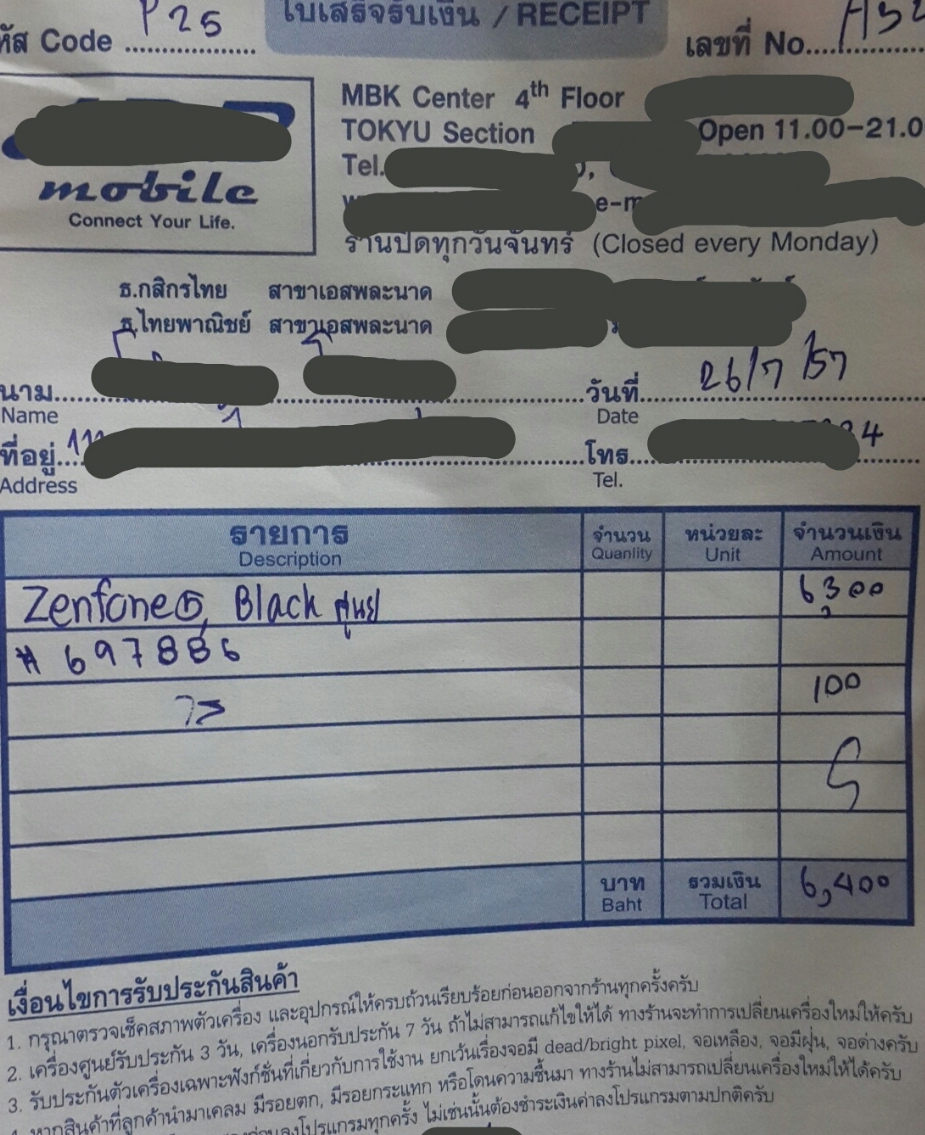 ใบเสร็จรับเงิน / RECEIPT
รหัส Code P25
เลขที่ No.
mobile
Connect Your Life.
MBK Center 4th Floor
TOKYU Section Open 11.00-21.0
Tel.
e-m
ร้านปิดทุกวันจันทร์ (Closed every Monday)
ธ.กสิกรไทย สาขาเอสพละนาด
ธ.ไทยพาณิชย์ สาขาเอสพละนาด
นาม
Name
วันที่ 26/7/57
Date
ที่อยู่
Address
โทร. 4
Tel.
รายการ จำนวน หน่วยละ จำนวนเงิน
Description Quanlity Unit Amount
Zenfone5, Black ศูนย์ 6,300
# 697886
100
บาท รวมเงิน 6,400
Baht Total
เงื่อนไขการรับประกันสินค้า
1. กรุณาตรวจเช็คสภาพตัวเครื่อง และอุปกรณ์ให้ครบถ้วนเรียบร้อยก่อนออกจากร้านทุกครั้งครับ
2. เครื่องศูนย์รับประกัน 3 วัน, เครื่องนอกรับประกัน 7 วัน ถ้าไม่สามารถแก้ไขให้ได้ ทางร้านจะทำการเปลี่ยนเครื่องใหม่ให้ครับ
3. รับประกันตัวเครื่องเฉพาะฟังก์ชั่นที่เกี่ยวกับการใช้งาน ยกเว้นเรื่องจอมี dead/bright pixel, จอเหลือง, จอมีฝุ่น, จอด่างครับ
4. หากสินค้าที่ลูกค้านำมาเคลม มีรอยตก, มีรอยกระแทก หรือโดนความชื้นมา ทางร้านไม่สามารถเปลี่ยนเครื่องใหม่ให้ได้ครับ
ก่อนลงโปรแกรมทุกครั้ง ไม่เช่นนั้นต้องชำระเงินค่าลงโปรแกรมตามปกติครับ